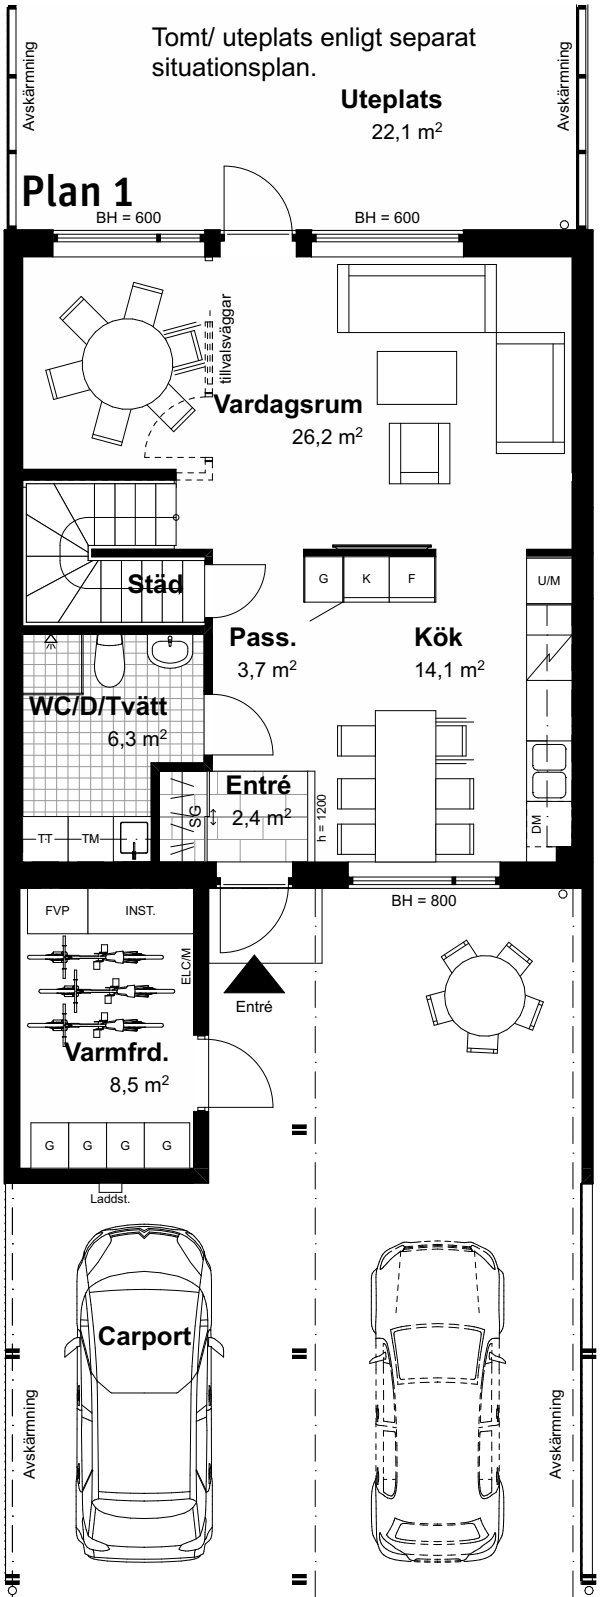 Tomt/ uteplats enligt separat
situationsplan.
Avskärmning
Avskärmning
Uteplats
22,1 m²
Plan 1
BH = 600
BH = 600
tillvalsväggar
Vardagsrum
26,2 m²
Städ
G
K
F
U/M
Pass.
3,7 m²
Kök
14,1 m²
WC/D/Tvätt
6,3 m²
Entré
2,4 m²
SG
h = 1200
TT
TM
DM
BH = 800
FVP
INST.
ELC/M
Entré
Varmfrd.
8,5 m²
G
G
G
G
Laddst.
Carport
Avskärmning
Avskärmning